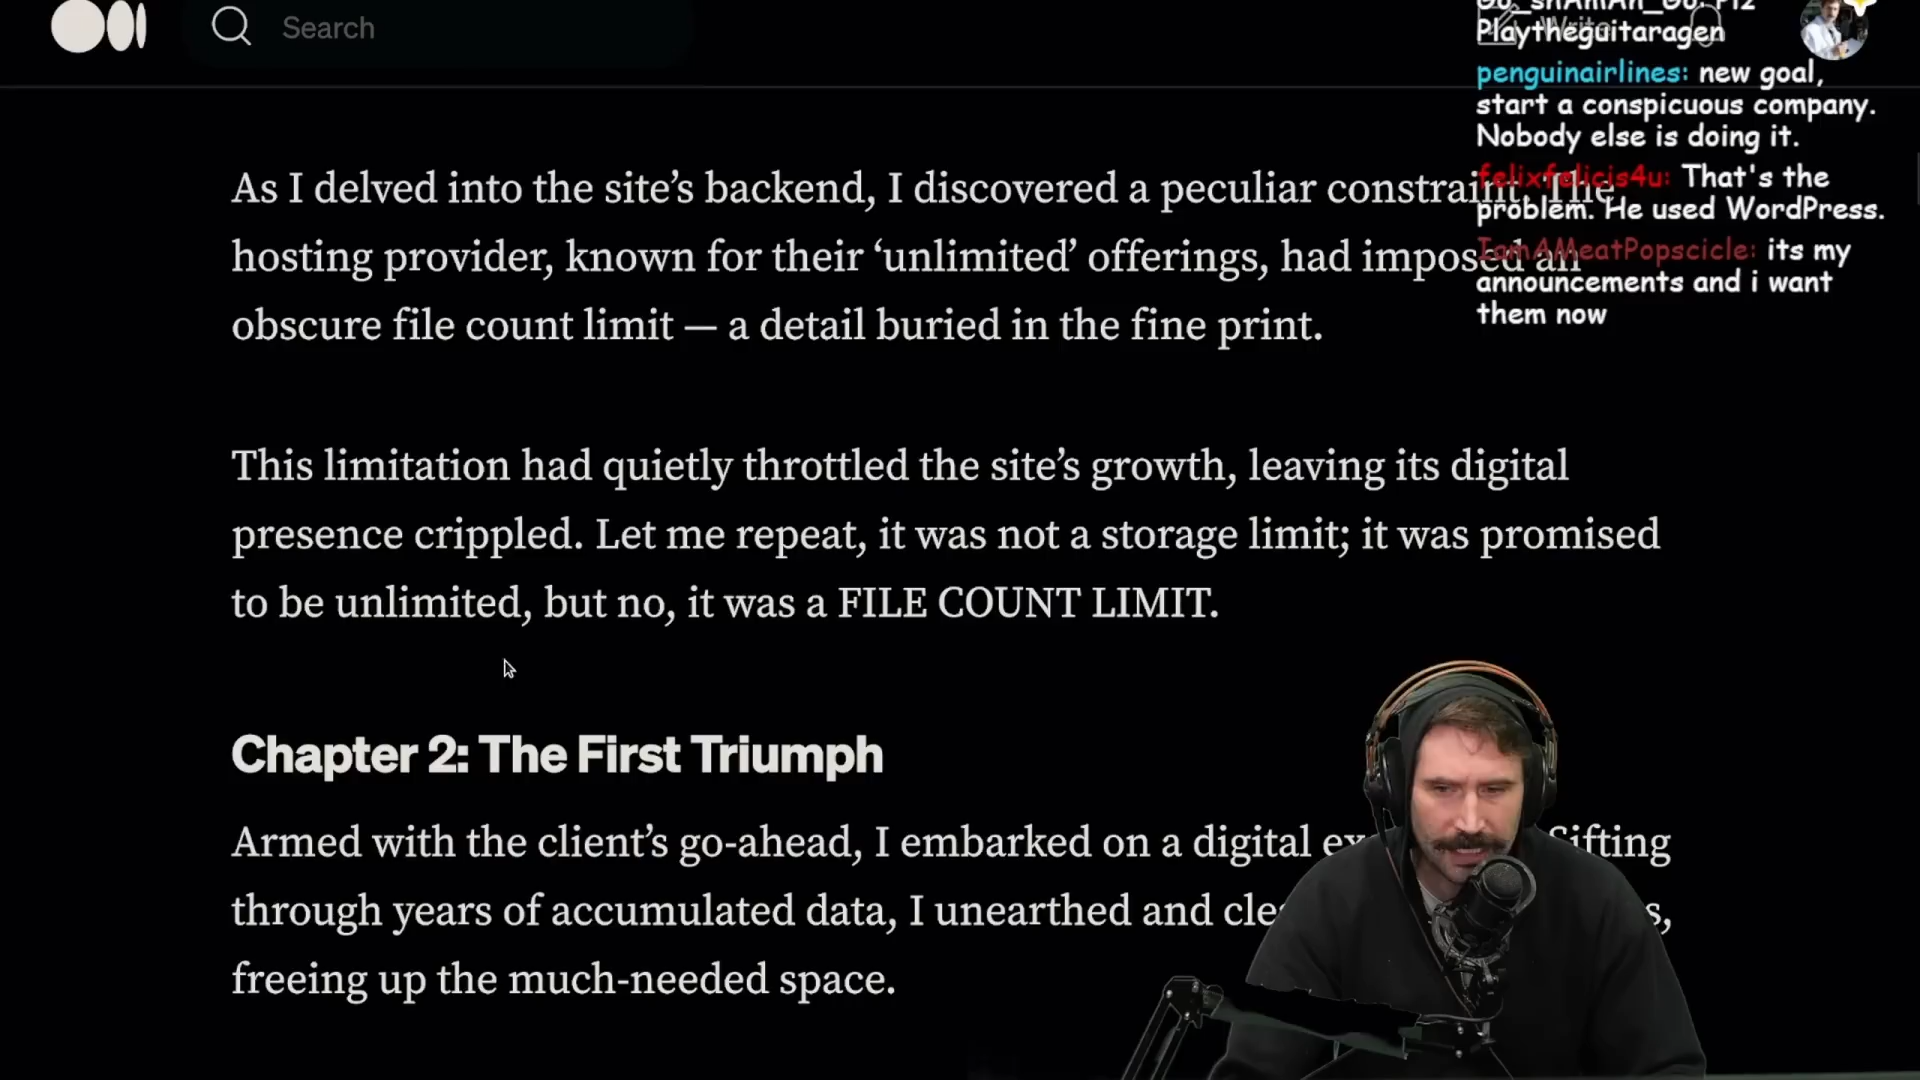 Search
Playtheguitaragen
penguinairlines: new goal,
start a conspicuous company.
Nobody else is doing it.
felixfelicis4u: That's the
problem. He used WordPress.
IamAMeatPopscicle: its my
announcements and i want
them now
As I delved into the site’s backend, I discovered a peculiar constraint. The
hosting provider, known for their ‘unlimited’ offerings, had imposed an
obscure file count limit — a detail buried in the fine print.
This limitation had quietly throttled the site’s growth, leaving its digital
presence crippled. Let me repeat, it was not a storage limit; it was promised
to be unlimited, but no, it was a FILE COUNT LIMIT.
Chapter 2: The First Triumph
Armed with the client’s go-ahead, I embarked on a digital Sifting
through years of accumulated data, I unearthed and
freeing up the much-needed space.